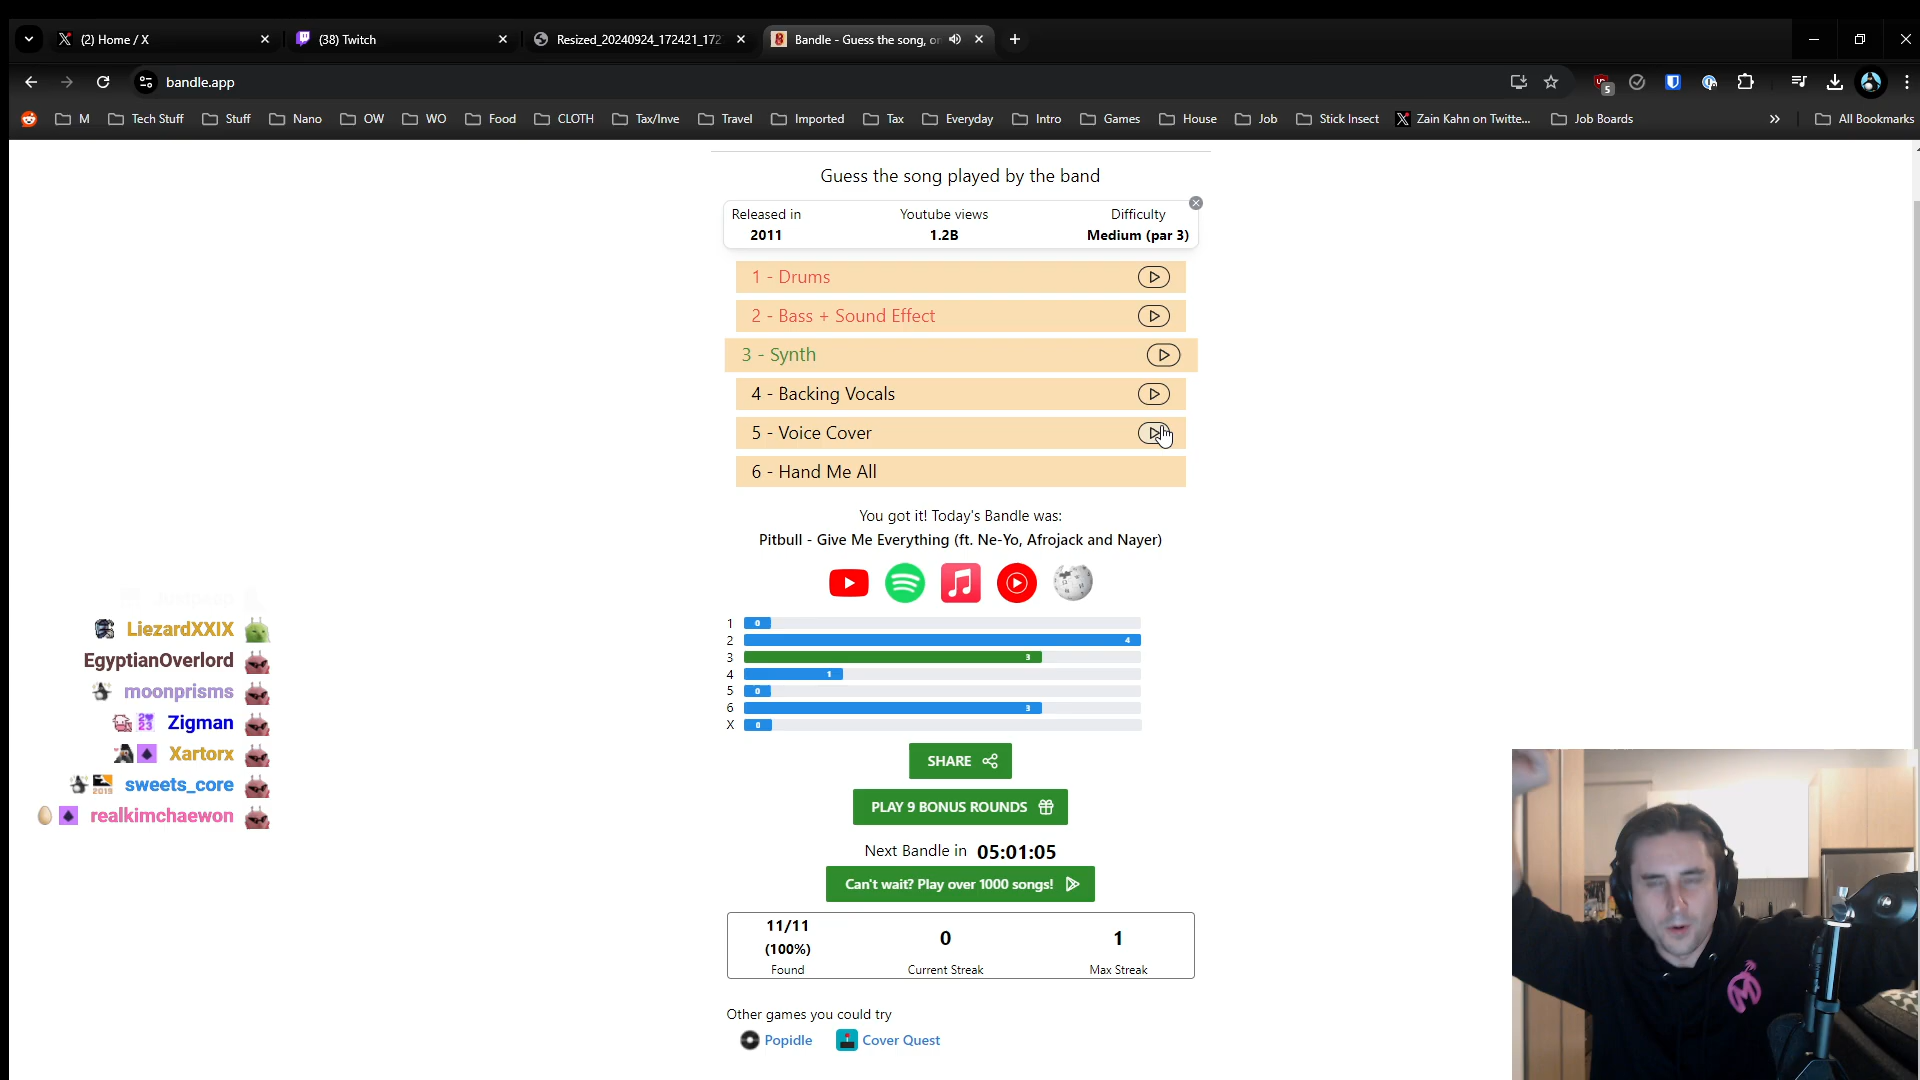 (2) Home / X
(38) Twitch
Resized_20240924_172421_172
Bandle - Guess the song, on
bandle.app
5
M
Tech Stuff
Stuff
Nano
OW
WO
Food
CLOTH
Tax/Inve
Travel
Imported
Tax
Everyday
Intro
Games
House
Job
Stick Insect
Zain Kahn on Twitte...
Job Boards
»
All Bookmarks
Guess the song played by the band
Released in
Youtube views
Difficulty
2011
1.2B
Medium (par 3)
1 - Drums
2 - Bass + Sound Effect
3 - Synth
4 - Backing Vocals
5 - Voice Cover
6 - Hand Me All
You got it! Today's Bandle was:
Pitbull - Give Me Everything (ft. Ne-Yo, Afrojack and Nayer)
1 0
2 4
3 3
4 1
5 0
6 3
X 0
LiezardXXIX
EgyptianOverlord
moonprisms
Zigman
Xartorx
2019 sweets_core
realkimchaewon
SHARE
PLAY 9 BONUS ROUNDS
Next Bandle in 05:01:05
Can't wait? Play over 1000 songs!
11/11
(100%)
Found
0
Current Streak
1
Max Streak
Other games you could try
Popidle
Cover Quest